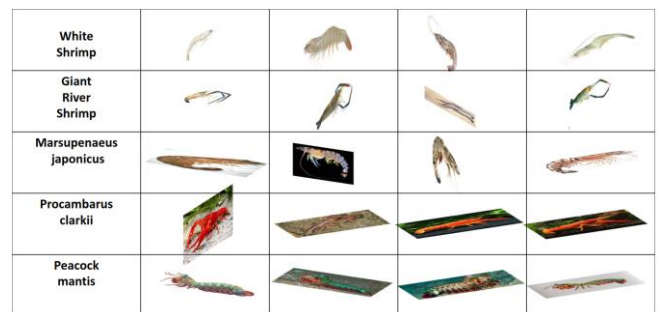 White
Shrimp
Giant
River
Shrimp
Marsupenaeus
japonicus
Procambarus
clarkii
Peacock
mantis